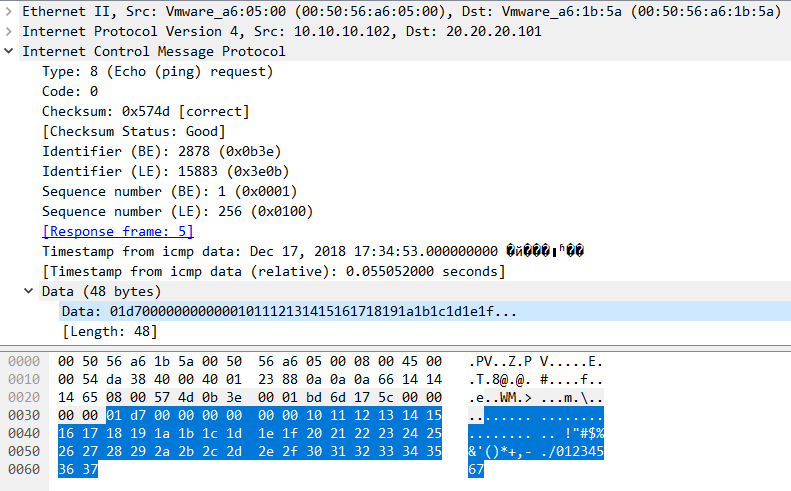 Ethernet II, Src: Vmware_a6:05:00 (00:50:56:a6:05:00), Dst: Vmware_a6:1b:5a (00:50:56:a6:1b:5a)
Internet Protocol Version 4, Src: 10.10.10.102, Dst: 20.20.20.101
Internet Control Message Protocol
Type: 8 (Echo (ping) request)
Code: 0
Checksum: 0x574d [correct]
[Checksum Status: Good]
Identifier (BE): 2878 (0x0b3e)
Identifier (LE): 15883 (0x3e0b)
Sequence number (BE): 1 (0x0001)
Sequence number (LE): 256 (0x0100)
[Response frame: 5]
Timestamp from icmp data: Dec 17, 2018 17:34:53.000000000
[Timestamp from icmp data (relative): 0.055052000 seconds]
Data (48 bytes)
Data: 01d7000000000000101112131415161718191a1b1c1d1e1f...
[Length: 48]
0000 00 50 56 a6 1b 5a 00 50 56 a6 05 00 08 00 45 00 .PV..Z.P V.....E.
0010 00 54 da 38 40 00 40 01 23 88 0a 0a 0a 66 14 14 .T.8@.@. #....f..
0020 14 65 08 00 57 4d 0b 3e 00 01 bd 6d 17 5c 00 00 .e..WM.> ...m.\..
0030 00 00 01 d7 00 00 00 00 00 00 10 11 12 13 14 15 ........ ........
0040 16 17 18 19 1a 1b 1c 1d 1e 1f 20 21 22 23 24 25 ........ .. !"#$%
0050 26 27 28 29 2a 2b 2c 2d 2e 2f 30 31 32 33 34 35 &'()*+,- ./012345
0060 36 37 67